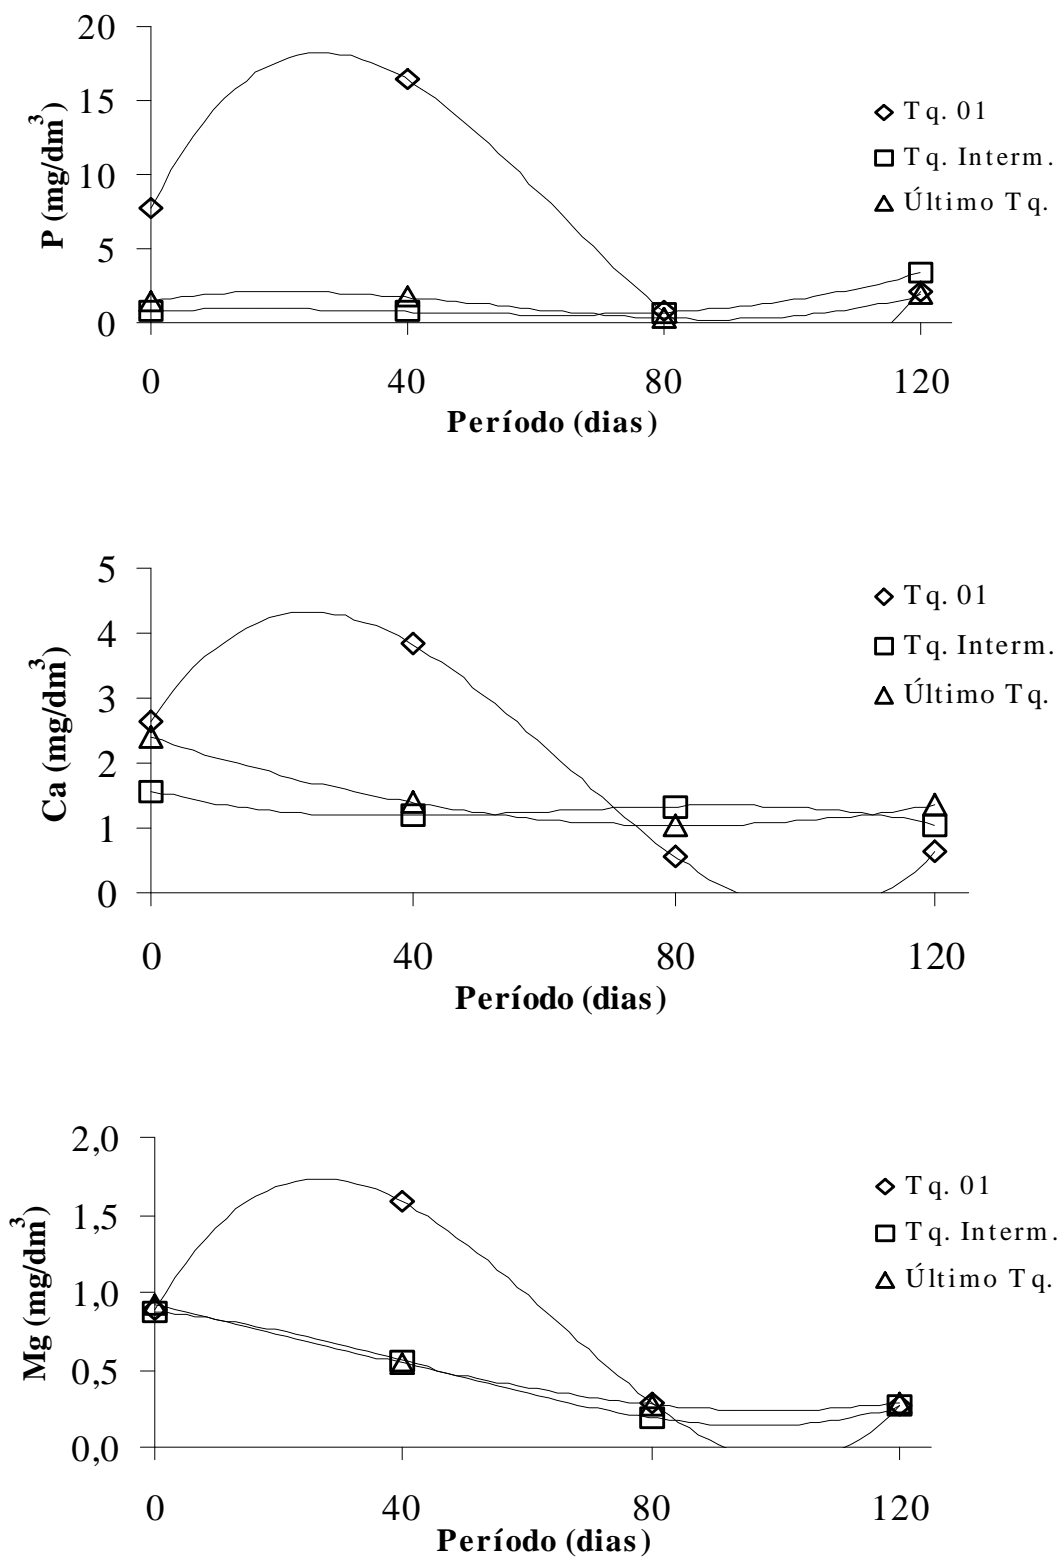 20
15
10
5
0
P (mg/dm³)
Tq. 01
Tq. Interm.
Último Tq.
0 40 80 120
Período (dias)
5
4
3
2
1
0
Ca (mg/dm³)
Tq. 01
Tq. Interm.
Último Tq.
0 40 80 120
Período (dias)
2,0
1,5
1,0
0,5
0,0
Mg (mg/dm³)
Tq. 01
Tq. Interm.
Último Tq.
0 40 80 120
Período (dias)